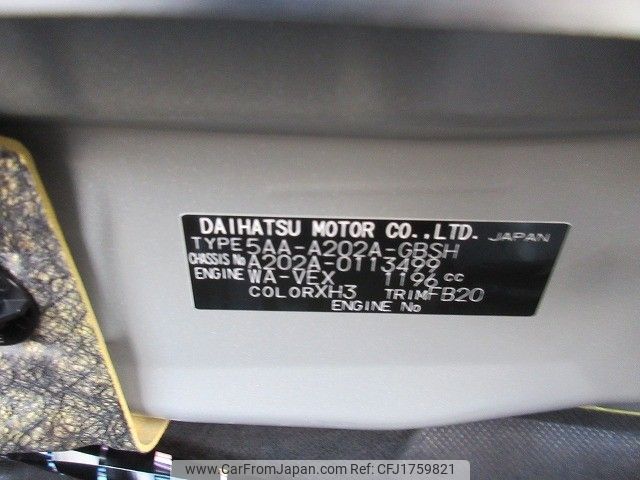 DAIHATSU MOTOR CO.,LTD. JAPAN
TYPE 5AA-A202A-GBSH
CHASSIS No A202A-0113499
ENGINE WA-VEX 1196 cc
COLOR XH3 TRIM FB20
ENGINE No
www.CarFromJapan.com | CFJ1759821